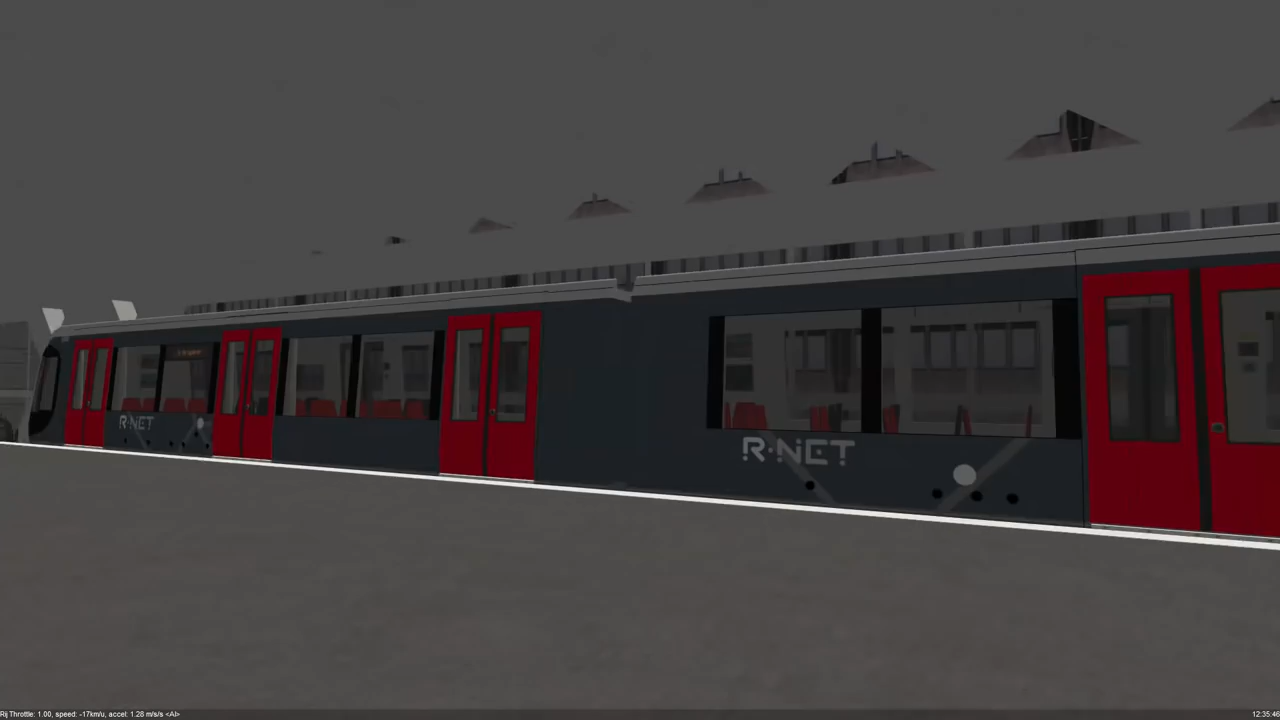 R·NET
R·NET
Rij Throttle: 1.00, speed: -17km/u, accel: 1.28 m/s/s <AI>
12:35:46